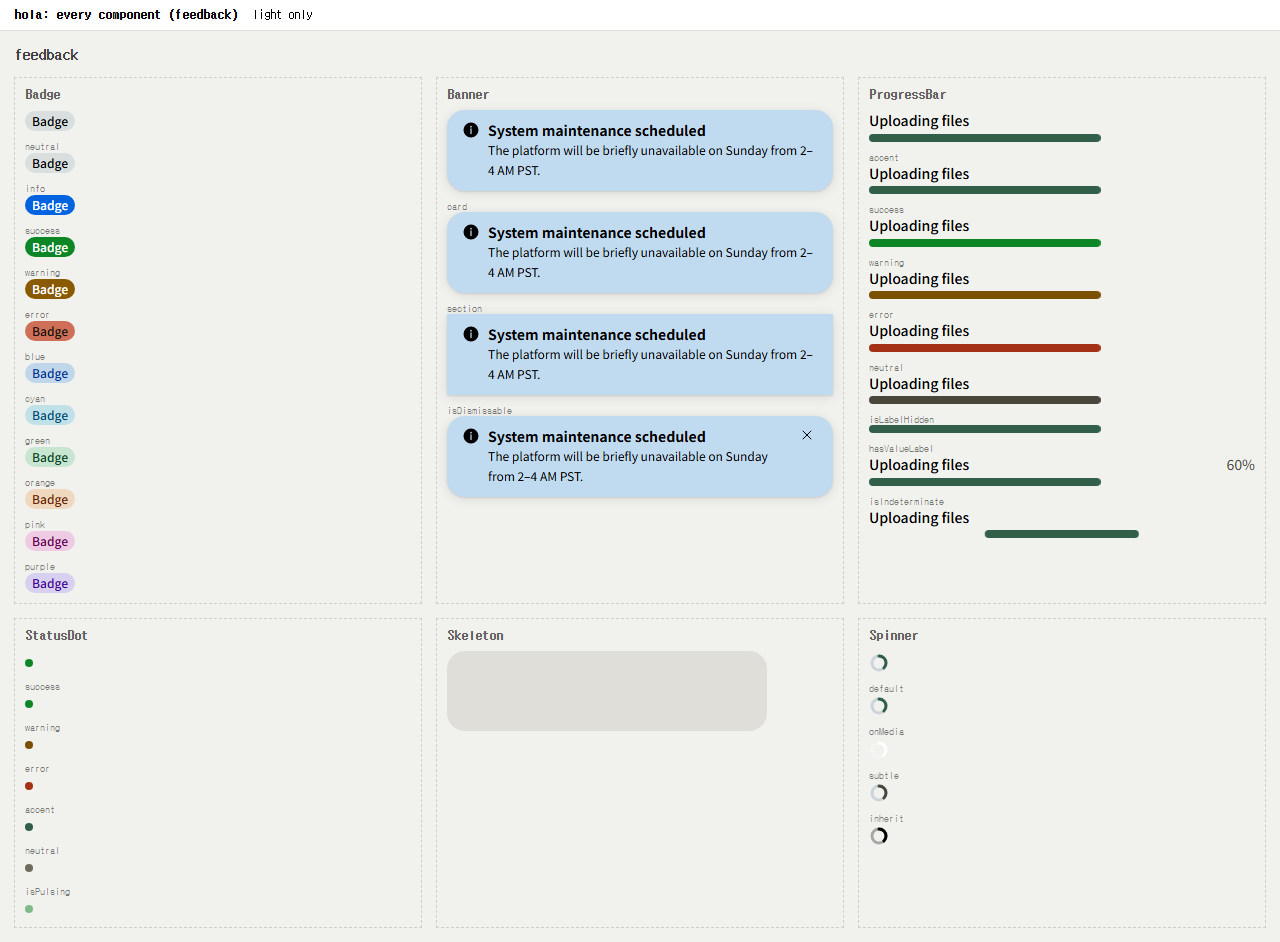 hola: every component (feedback) light only
feedback
Badge
Badge
neutral
Badge
info
Badge
success
Badge
warning
Badge
error
Badge
blue
Badge
cyan
Badge
green
Badge
orange
Badge
pink
Badge
purple
Badge
Banner
System maintenance scheduled
The platform will be briefly unavailable on Sunday from 2–
4 AM PST.
card
System maintenance scheduled
The platform will be briefly unavailable on Sunday from 2–
4 AM PST.
section
System maintenance scheduled
The platform will be briefly unavailable on Sunday from 2–
4 AM PST.
isDismissable
System maintenance scheduled
The platform will be briefly unavailable on Sunday
from 2–4 AM PST.
ProgressBar
Uploading files
accent
Uploading files
success
Uploading files
warning
Uploading files
error
Uploading files
neutral
Uploading files
isLabelHidden
hasValueLabel
Uploading files 60%
isIndeterminate
Uploading files
StatusDot
success
warning
error
accent
neutral
isPulsing
Skeleton
Spinner
default
onMedia
subtle
inherit